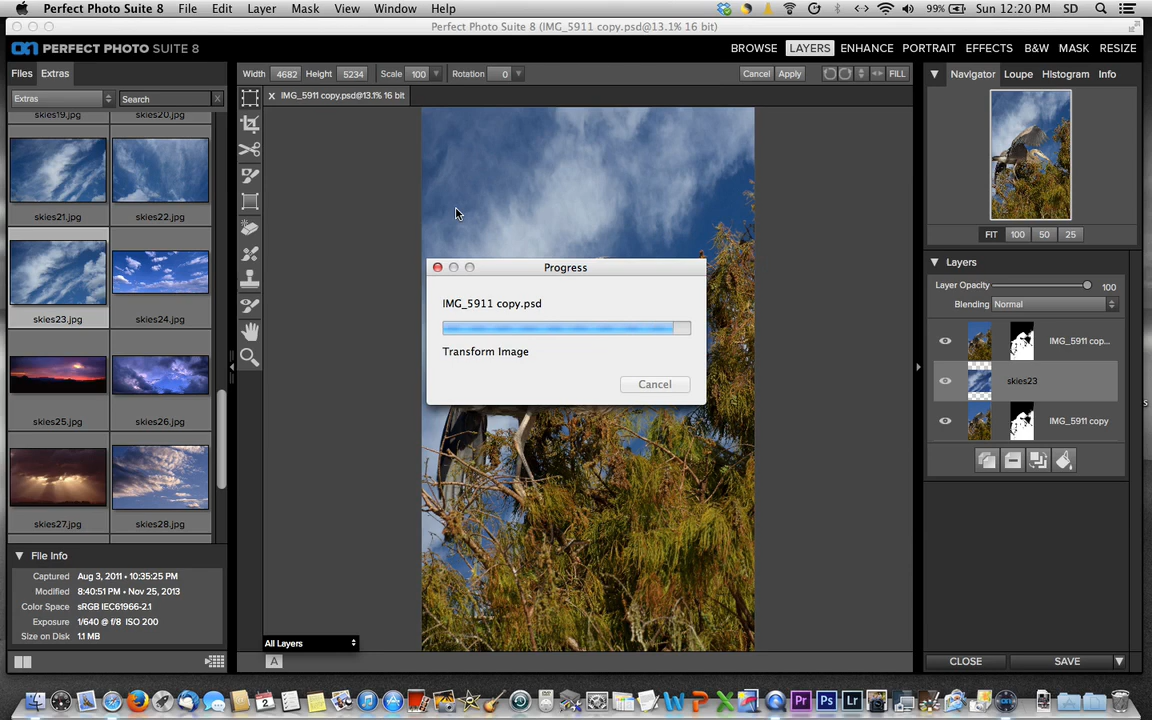 Perfect Photo Suite 8 File Edit Layer Mask View Window Help 99% Sun 12:20 PM SD
Perfect Photo Suite 8 (IMG_5911 copy.psd@13.1% 16 bit)
on PERFECT PHOTO SUITE 8
BROWSE LAYERS ENHANCE PORTRAIT EFFECTS B&W MASK RESIZE
Files Extras
Width 4682 Height 5234 Scale 100 Rotation 0 Cancel Apply FILL
Navigator Loupe Histogram Info
Extras Search X
X IMG_5911 copy.psd@13.1% 16 bit
skies19.jpg skies20.jpg
skies21.jpg skies22.jpg
skies23.jpg skies24.jpg
skies25.jpg skies26.jpg
skies27.jpg skies28.jpg
Progress
IMG_5911 copy.psd
Transform Image
Cancel
FIT 100 50 25
Layers
Layer Opacity 100
Blending Normal
IMG_5911 cop...
skies23
IMG_5911 copy
File Info
Captured Aug 3, 2011 • 10:35:25 PM
Modified 8:40:51 PM • Nov 25, 2013
Color Space sRGB IEC61966-2.1
Exposure 1/640 @ f/8 ISO 200
Size on Disk 1.1 MB
All Layers
A
CLOSE SAVE
2
W P X Pr Ps Lr on
s